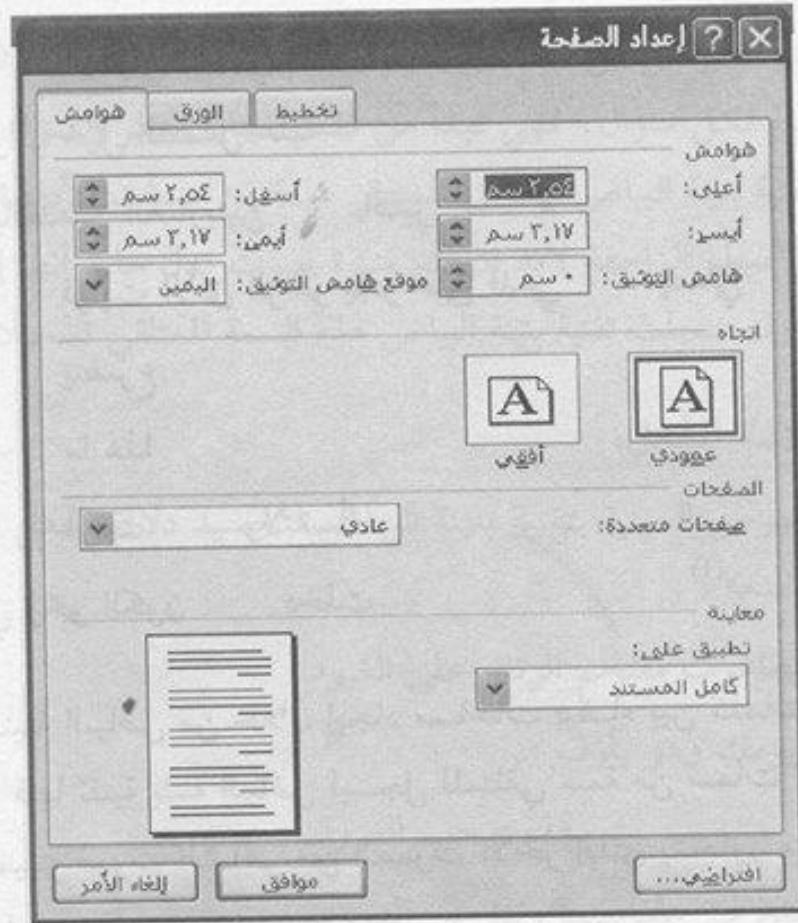 إعداد الصفحة
هوامش الورق تخطيط
هوامش
أعلى: ٢,٥٤ سم أسفل: ٢,٥٤ سم
أيسر: ٣,١٧ سم أيمن: ٣,١٧ سم
هامش التوثيق: ٠ سم موقع هامش التوثيق: اليمين
اتجاه
A A
عمودي أفقي
الصفحات
صفحات متعددة: عادي
معاينة
تطبيق على:
كامل المستند
افتراضي... موافق إلغاء الأمر